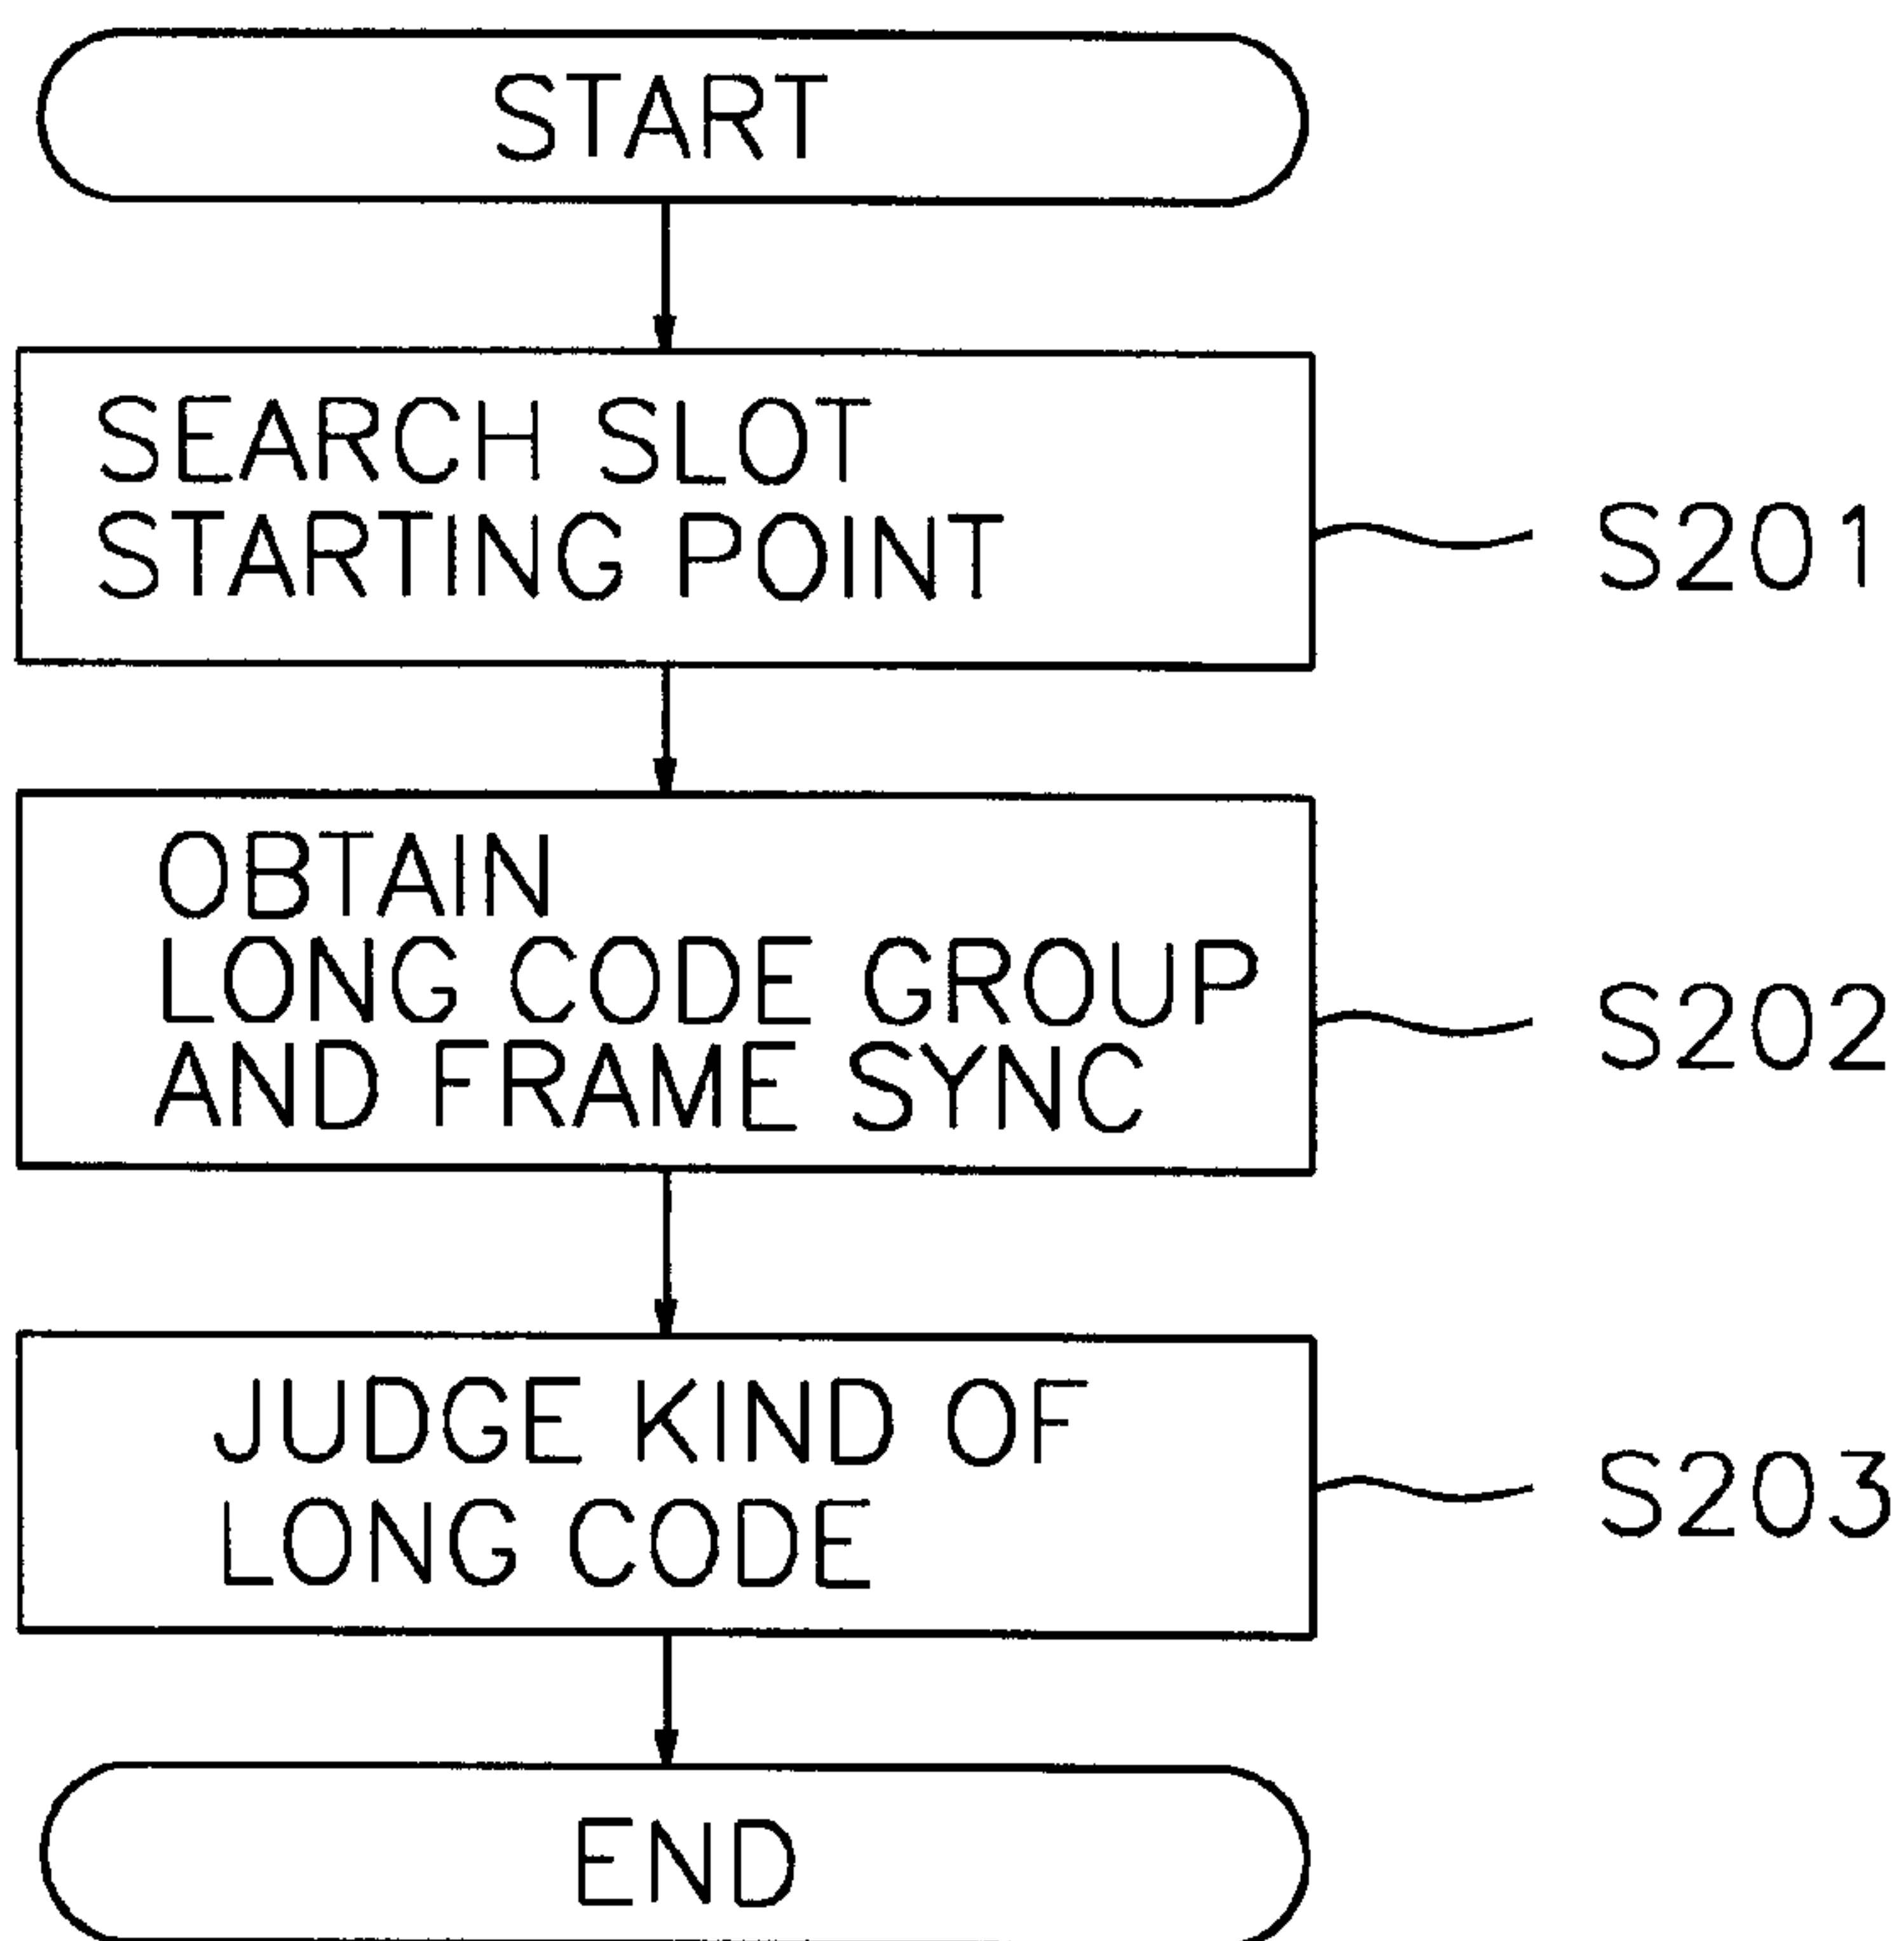 START
SEARCH SLOT
STARTING POINT
S201
OBTAIN
LONG CODE GROUP
AND FRAME SYNC
S202
JUDGE KIND OF
LONG CODE
S203
END